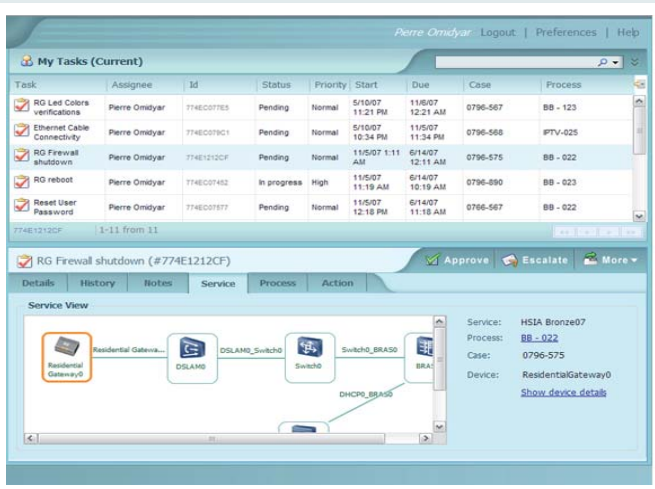 Pierre Omidyar Logout | Preferences | Help
My Tasks (Current)
Task Assignee Id Status Priority Start Due Case Process
RG Led Colors verifications Pierre Omidyar 774EC077E5 Pending Normal 5/10/07 11:21 PM 11/6/07 12:21 AM 0796-567 BB - 123
Ethernet Cable Connectivity Pierre Omidyar 774EC079C1 Pending Normal 5/10/07 10:34 PM 11/5/07 11:34 PM 0796-568 IPTV-025
RG Firewall shutdown Pierre Omidyar 774E1212CF Pending Normal 11/5/07 1:11 AM 6/14/07 12:11 AM 0796-575 BB - 022
RG reboot Pierre Omidyar 774EC07452 In progress High 11/5/07 11:19 AM 6/14/07 10:19 AM 0796-890 BB - 023
Reset User Password Pierre Omidyar 774EC07577 Pending Normal 11/5/07 12:18 PM 6/14/07 11:18 AM 0766-567 BB - 022
774E1212CF 1-11 from 11
RG Firewall shutdown (#774E1212CF) Approve Escalate More
Details History Notes Service Process Action
Service View
Residential Gateway0
Residential Gatewa...
DSLAM0
DSLAM0_Switch0
Switch0
Switch0_BRAS0
BRAS
DHCP0_BRAS0
Service: HSIA Bronze07
Process: BB - 022
Case: 0796-575
Device: ResidentialGateway0
Show device details